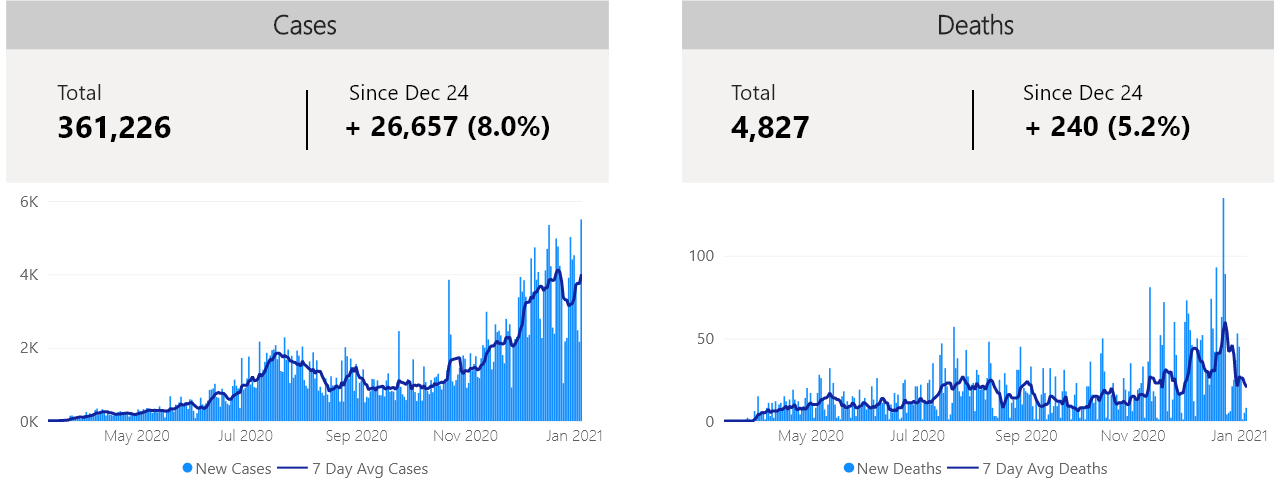 Cases
Total
Since Dec 24
361,226
+ 26,657 (8.0%)
6K
4K
2K
0K
May 2020
Jul 2020
Sep 2020
Nov 2020
Jan 2021
New Cases
7 Day Avg Cases
Deaths
Total
Since Dec 24
4,827
+ 240 (5.2%)
100
50
0
May 2020
Jul 2020
Sep 2020
Nov 2020
Jan 2021
New Deaths
7 Day Avg Deaths